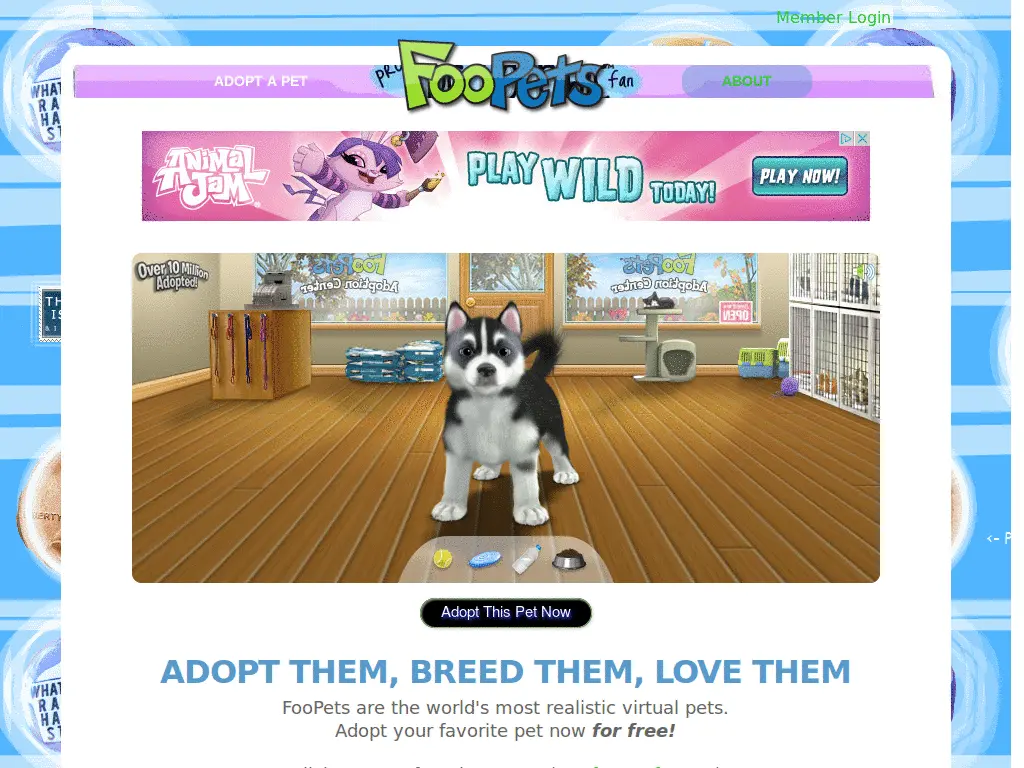 Member Login
ADOPT A PET
FooPets
fan
ABOUT
ANIMAL JAM
PLAY WILD TODAY!
PLAY NOW!
Over 10 Million Adopted!
FooPets
Adoption Center
FooPets
Adoption Center
OPEN
Adopt This Pet Now
ADOPT THEM, BREED THEM, LOVE THEM
FooPets are the world's most realistic virtual pets.
Adopt your favorite pet now for free!